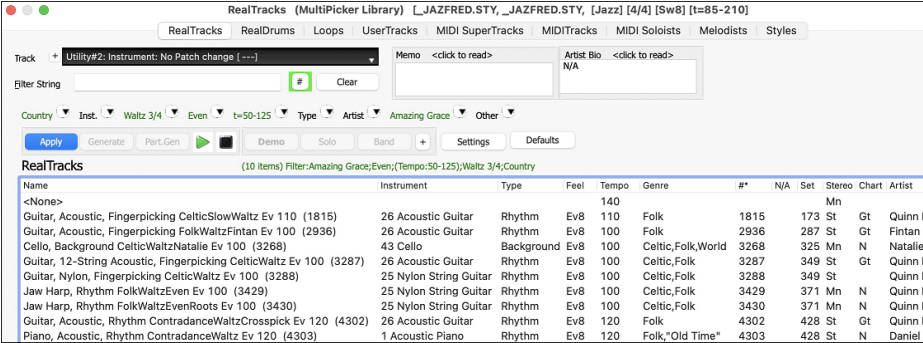 RealTracks (MultiPicker Library) [_JAZFRED.STY, _JAZFRED.STY, [Jazz] [4/4] [Sw8] [t=85-210]
RealTracks RealDrums Loops UserTracks MIDI SuperTracks MIDITracks MIDI Soloists Melodists Styles
Track + Utility#2: Instrument: No Patch change [ ---] Memo <click to read> Artist Bio <click to read>
N/A
Filter String # Clear
Country Inst. Waltz 3/4 Even t=50-125 Type Artist Amazing Grace Other
Apply Generate Part.Gen Demo Solo Band + Settings Defaults
RealTracks (10 items) Filter:Amazing Grace;Even;(Tempo:50-125);Waltz 3/4;Country
Name Instrument Type Feel Tempo Genre #* N/A Set Stereo Chart Artist
<None> 140 Mn
Guitar, Acoustic, Fingerpicking CelticSlowWaltz Ev 110 (1815) 26 Acoustic Guitar Rhythm Ev8 110 Folk 1815 173 St Gt Quinn
Guitar, Acoustic, Fingerpicking FolkWaltzFintan Ev 100 (2936) 26 Acoustic Guitar Rhythm Ev8 100 Folk 2936 287 St Gt Fintan
Cello, Background CelticWaltzNatalie Ev 100 (3268) 43 Cello Background Ev8 100 Celtic,Folk,World 3268 325 Mn N Natalie
Guitar, 12-String Acoustic, Fingerpicking CelticWaltz Ev 100 (3287) 26 Acoustic Guitar Rhythm Ev8 100 Celtic,Folk 3287 349 St Gt Quinn
Guitar, Nylon, Fingerpicking CelticWaltz Ev 100 (3288) 25 Nylon String Guitar Rhythm Ev8 100 Celtic,Folk 3288 349 St Quinn
Jaw Harp, Rhythm FolkWaltzEven Ev 100 (3429) 25 Nylon String Guitar Rhythm Ev8 100 Celtic,Folk 3429 371 Mn N Quinn
Jaw Harp, Rhythm FolkWaltzEvenRoots Ev 100 (3430) 25 Nylon String Guitar Rhythm Ev8 100 Celtic,Folk 3430 371 Mn N Quinn
Guitar, Acoustic, Rhythm ContradanceWaltzCrosspick Ev 120 (4302) 26 Acoustic Guitar Rhythm Ev8 120 Folk 4302 428 St Gt Quinn
Piano, Acoustic, Rhythm ContradanceWaltz Ev 120 (4303) 1 Acoustic Piano Rhythm Ev8 120 Folk,"Old Time" 4303 428 St N Daniel